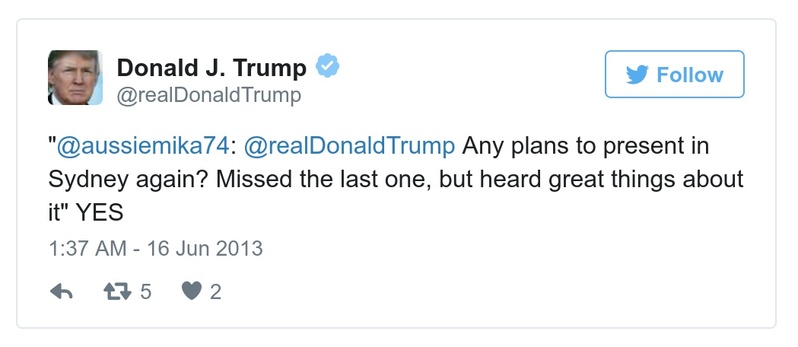 Donald J. Trump
@realDonaldTrump
Follow
"@aussiemika74: @realDonaldTrump Any plans to present in
Sydney again? Missed the last one, but heard great things about
it" YES
1:37 AM - 16 Jun 2013
5 2